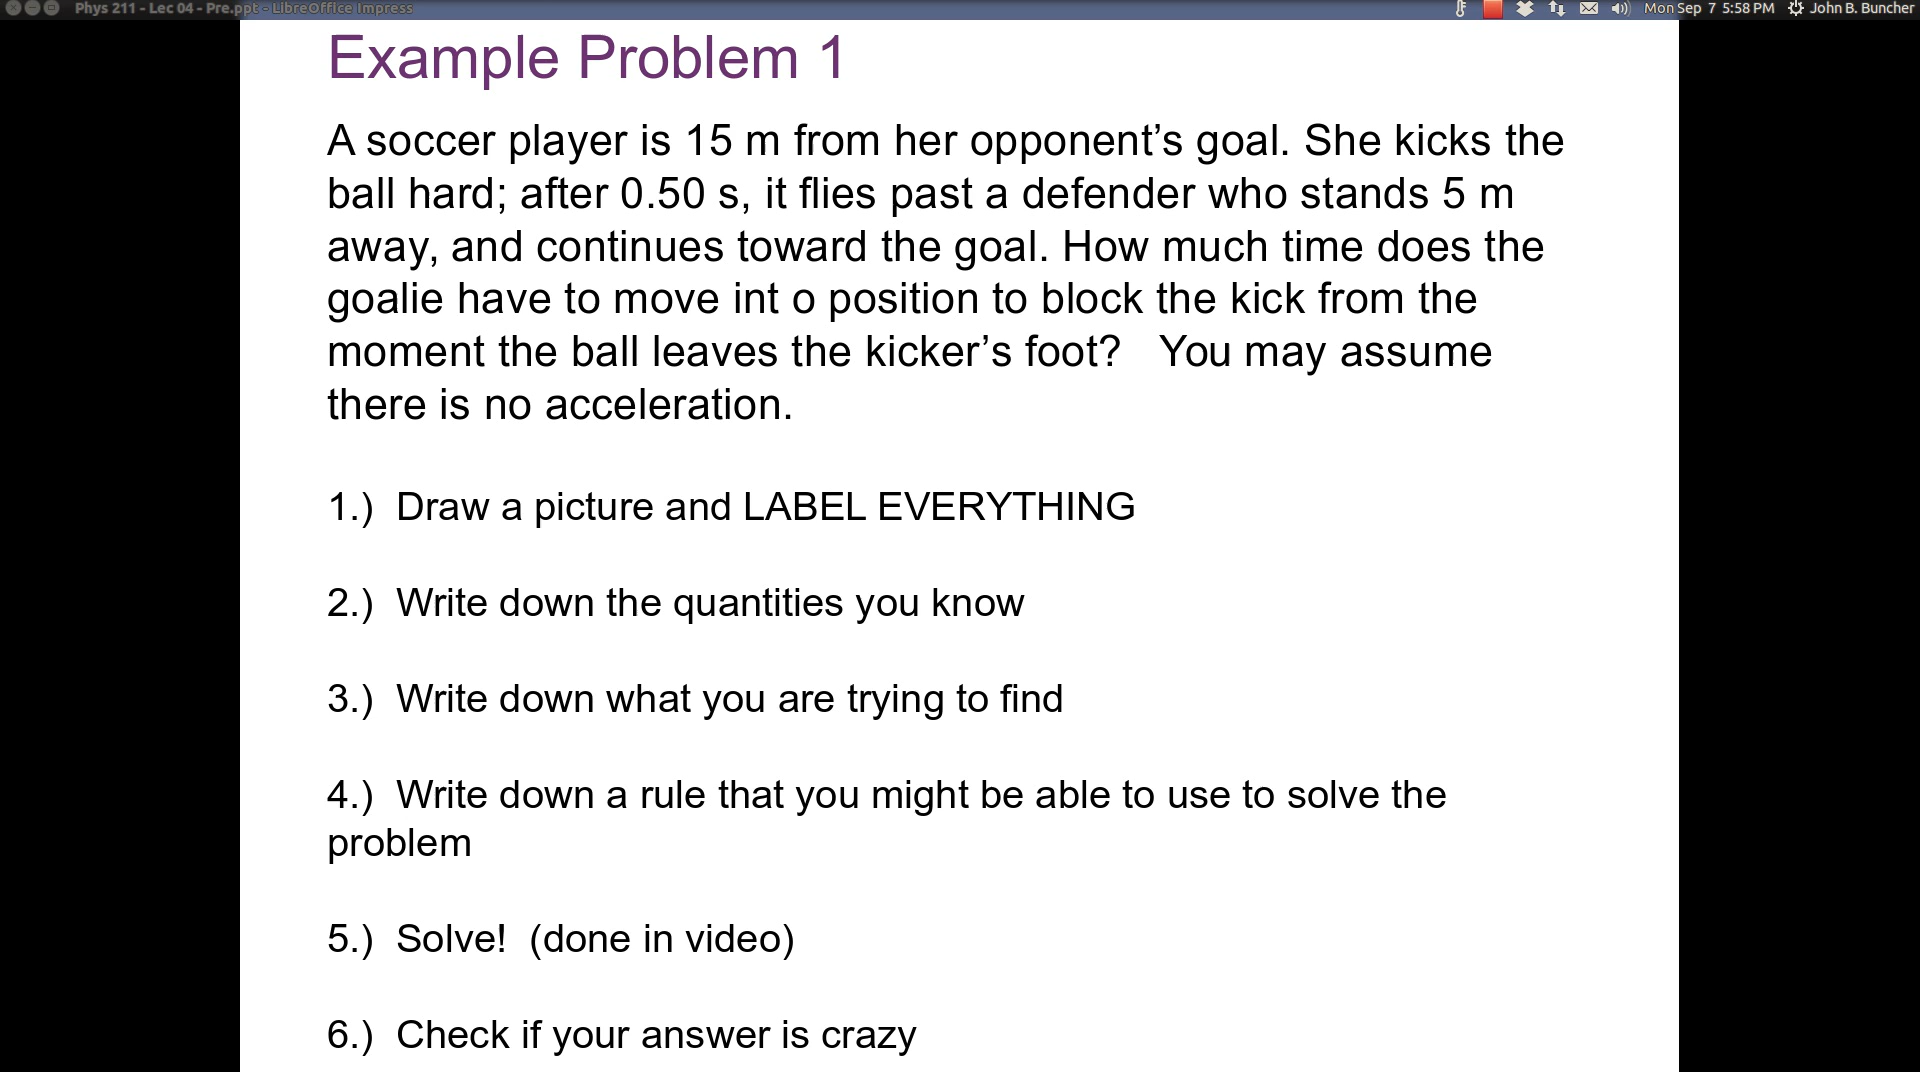 Phys 211 - Lec 04 - Pre.ppt - LibreOffice Impress
Mon Sep 7 5:58 PM John B. Buncher
Example Problem 1
A soccer player is 15 m from her opponent’s goal. She kicks the
ball hard; after 0.50 s, it flies past a defender who stands 5 m
away, and continues toward the goal. How much time does the
goalie have to move int o position to block the kick from the
moment the ball leaves the kicker’s foot? You may assume
there is no acceleration.
1.) Draw a picture and LABEL EVERYTHING
2.) Write down the quantities you know
3.) Write down what you are trying to find
4.) Write down a rule that you might be able to use to solve the
problem
5.) Solve! (done in video)
6.) Check if your answer is crazy